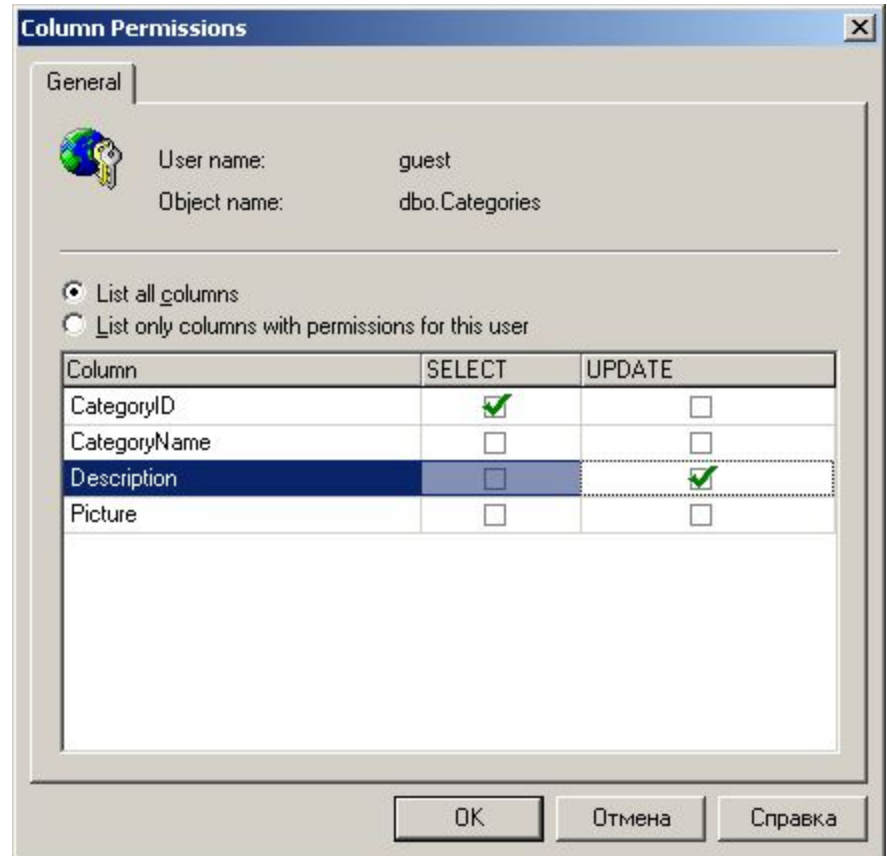 Column Permissions
General
User name: guest
Object name: dbo.Categories
List all columns
List only columns with permissions for this user
Column SELECT UPDATE
CategoryID
CategoryName
Description
Picture
OK Отмена Справка